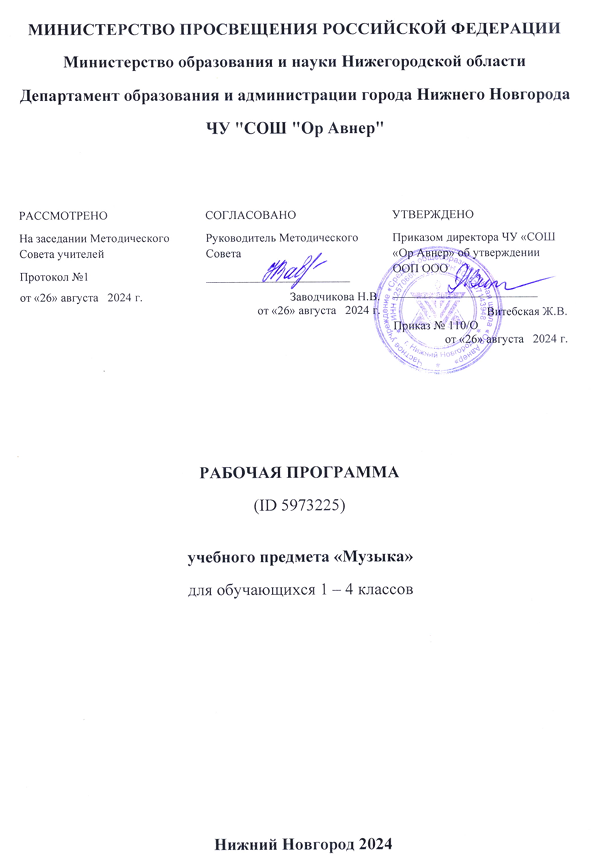 МИНИСТЕРСТВО ПРОСВЕЩЕНИЯ РОССИЙСКОЙ ФЕДЕРАЦИИ
Министерство образования и науки Нижегородской области
Департамент образования и администрации города Нижнего Новгорода
ЧУ "СОШ "Ор Авнер"
РАССМОТРЕНО
На заседании Методического
Совета учителей
Протокол №1
от «26» августа 2024 г.
СОГЛАСОВАНО
Руководитель Методического
Совета
Заводчикова Н.В.
от «26» августа 2024 г.
УТВЕРЖДЕНО
Приказом директора ЧУ «СОШ
«Ор Авнер» об утверждении
ООП ООО
Витебская Ж.В.
Приказ № 110/О
от «26» августа 2024 г.
г. Нижний Новгород
РАБОЧАЯ ПРОГРАММА
(ID 5973225)
учебного предмета «Музыка»
для обучающихся 1 – 4 классов
Нижний Новгород 2024